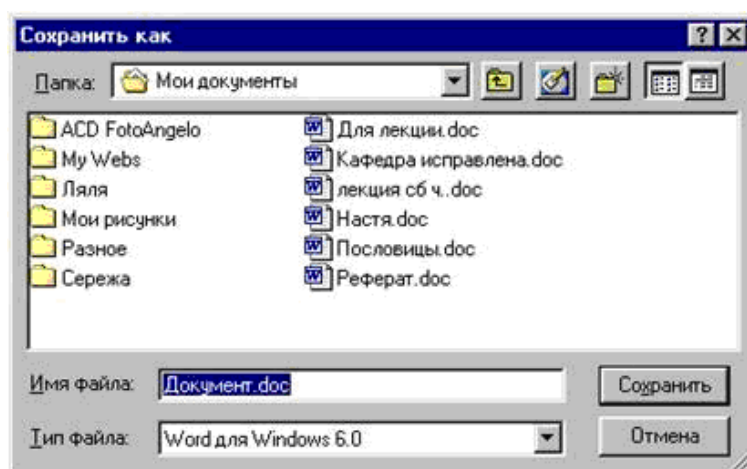 Сохранить как
Папка: Мои документы
ACD FotoAngelo
My Webs
Ляля
Мои рисунки
Разное
Сережа
Для лекции.doc
Кафедра исправлена.doc
лекция сб ч..doc
Настя.doc
Пословицы.doc
Реферат.doc
Имя файла: Документ.doc
Сохранить
Тип файла: Word для Windows 6.0
Отмена